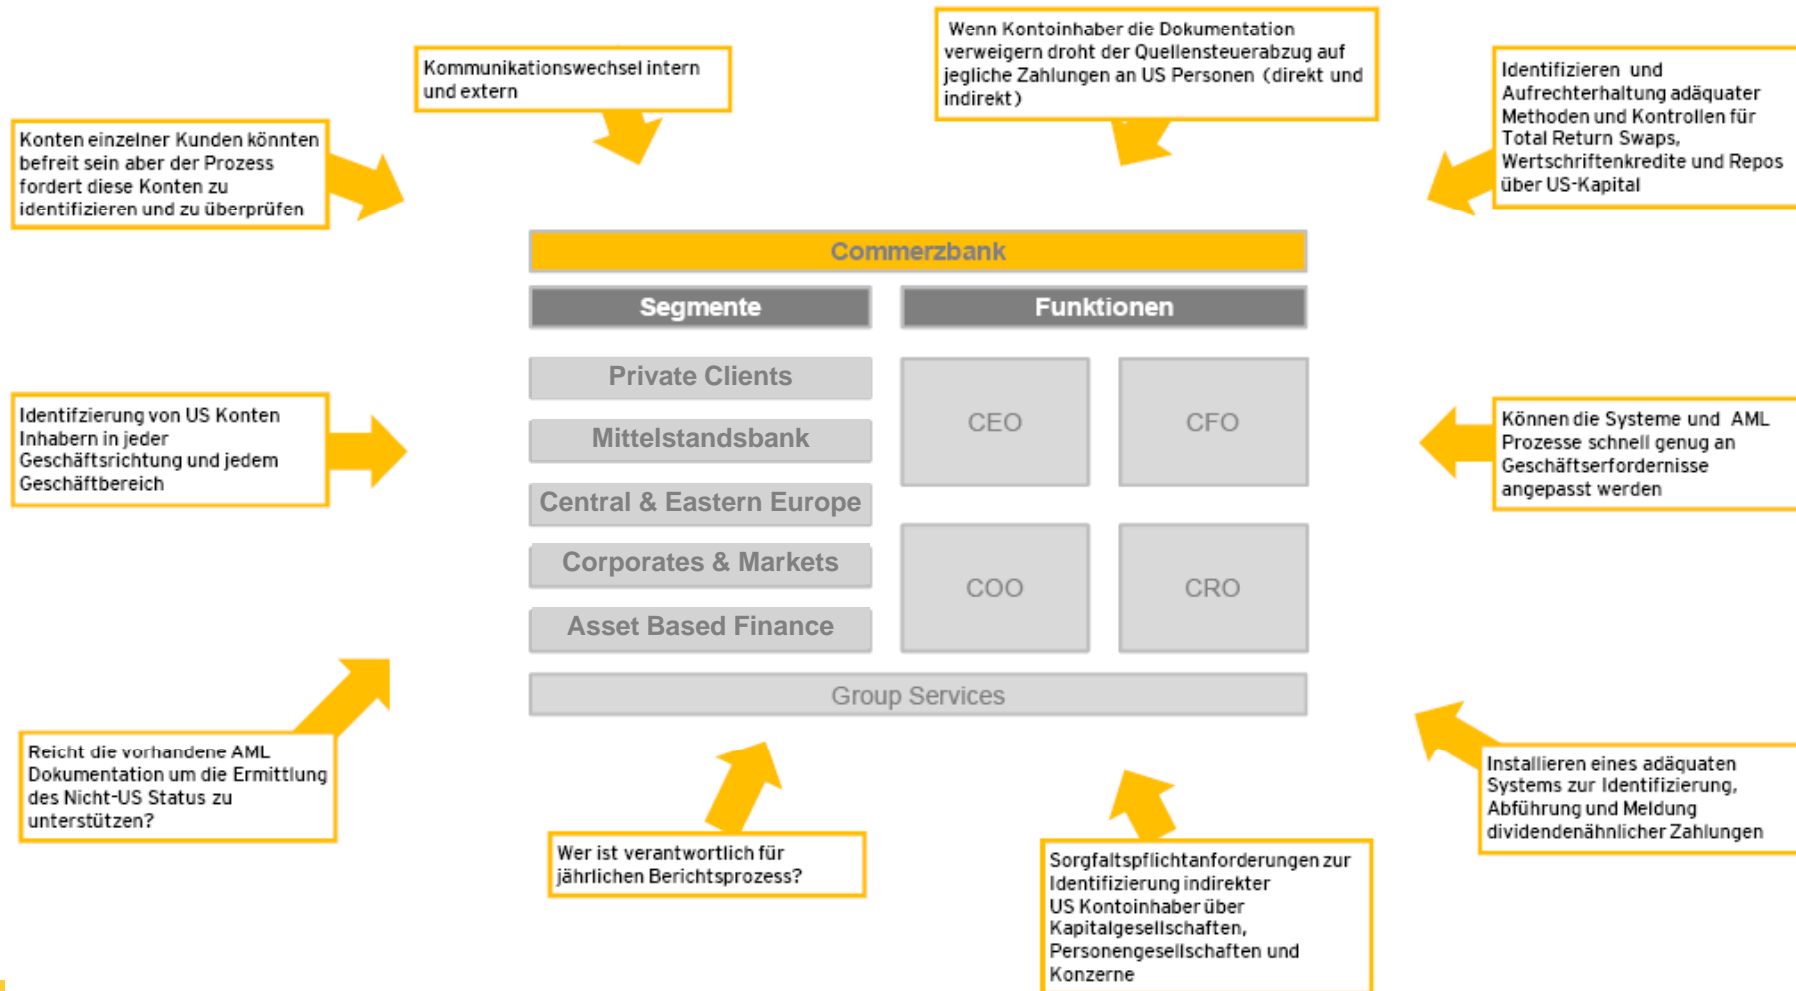 Wenn Kontoinhaber die Dokumentation
verweigern droht der Quellensteuerabzug auf
jegliche Zahlungen an US Personen (direkt und
indirekt)
Kommunikationswechsel intern
und extern
Identifizieren und
Aufrechterhaltung adäquater
Methoden und Kontrollen für
Total Return Swaps,
Wertschriftenkredite und Repos
über US-Kapital
Konten einzelner Kunden könnten
befreit sein aber der Prozess
fordert diese Konten zu
identifizieren und zu überprüfen
Commerzbank
Segmente
Funktionen
Private Clients
Mittelstandsbank
Central & Eastern Europe
Corporates & Markets
Asset Based Finance
CEO
CFO
COO
CRO
Group Services
Identifzierung von US Konten
Inhabern in jeder
Geschäftsrichtung und jedem
Geschäftbereich
Können die Systeme und AML
Prozesse schnell genug an
Geschäftserfordernisse
angepasst werden
Reicht die vorhandene AML
Dokumentation um die Ermittlung
des Nicht-US Status zu
unterstützen?
Wer ist verantwortlich für
jährlichen Berichtsprozess?
Sorgfaltspflichtanforderungen zur
Identifizierung indirekter
US Kontoinhaber über
Kapitalgesellschaften,
Personengesellschaften und
Konzerne
Installieren eines adäquaten
Systems zur Identifizierung,
Abführung und Meldung
dividendenähnlicher Zahlungen